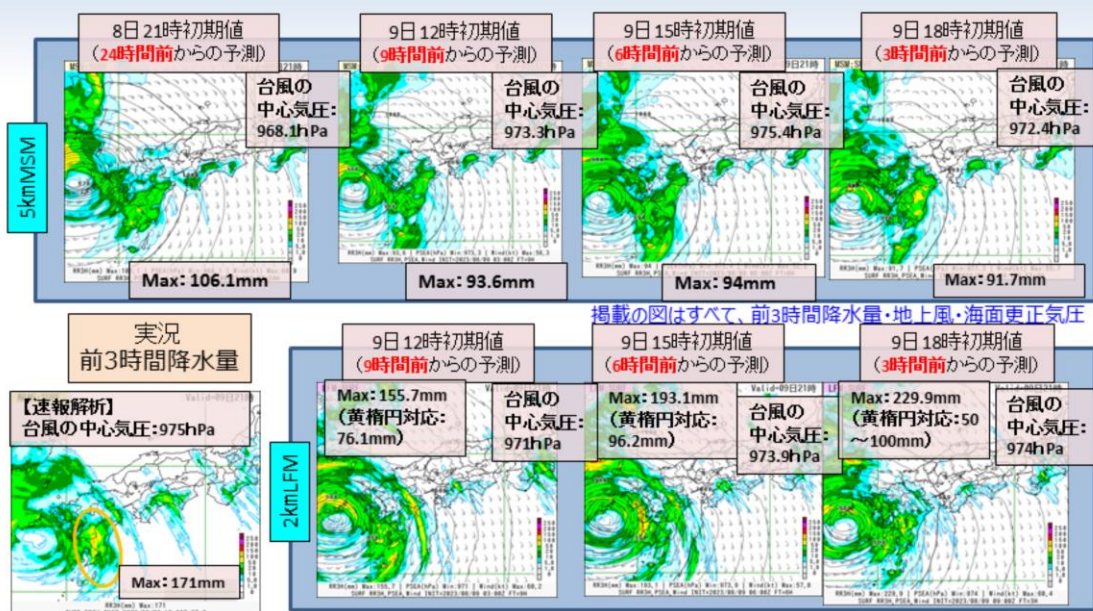 8日21時初期値
(24時間前からの予測)
9日12時初期値
(9時間前からの予測)
9日15時初期値
(6時間前からの予測)
9日18時初期値
(3時間前からの予測)
台風の
中心気圧:
968.1hPa
台風の
中心気圧:
973.3hPa
台風の
中心気圧:
975.4hPa
台風の
中心気圧:
972.4hPa
5kmMSM
Max: 106.1mm
Max: 93.6mm
Max: 94mm
Max: 91.7mm
掲載の図はすべて、前3時間降水量・地上風・海面更正気圧
実況
前3時間降水量
【速報解析】
台風の中心気圧:975hPa
Max: 171mm
2kmLFM
9日12時初期値
(9時間前からの予測)
9日15時初期値
(6時間前からの予測)
9日18時初期値
(3時間前からの予測)
Max: 155.7mm
(黄楕円対応:
76.1mm)
台風の
中心気圧:
971hPa
Max: 193.1mm
(黄楕円対応:
96.2mm)
台風の
中心気圧:
973.9hPa
Max: 229.9mm
(黄楕円対応:50
~100mm)
台風の
中心気圧:
974hPa